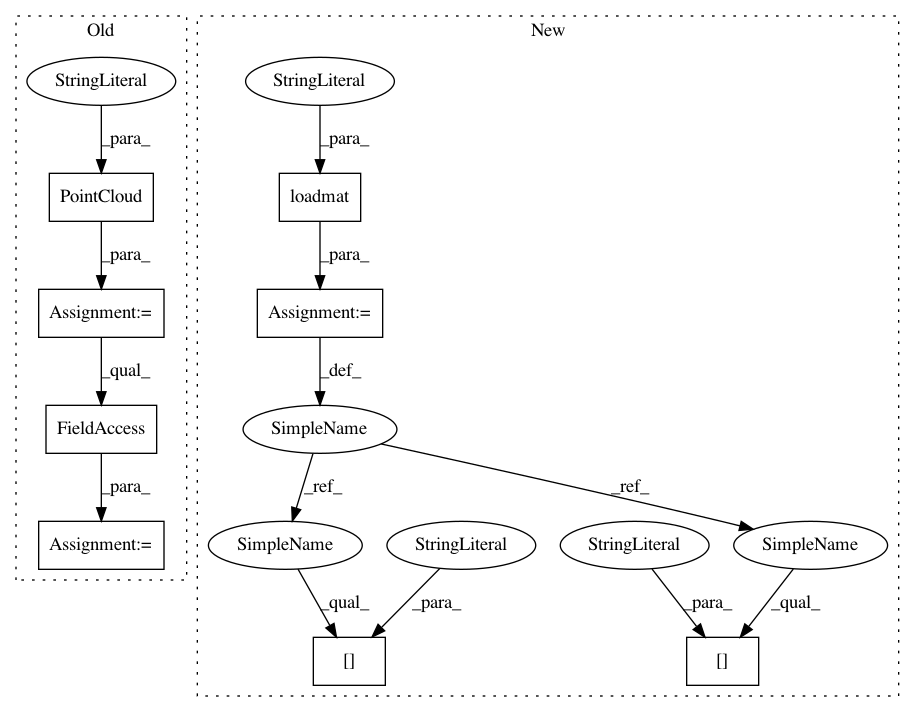 Old
New
StringLiteral
StringLiteral
_para_
_para_
PointCloud
loadmat
_para_
_para_
Assignment:=
Assignment:=
_qual_
_def_
FieldAccess
SimpleName
_para_
_ref_
_ref_
Assignment:=
SimpleName
StringLiteral
StringLiteral
SimpleName
_qual_
_para_
_para_
_qual_
[]
[]